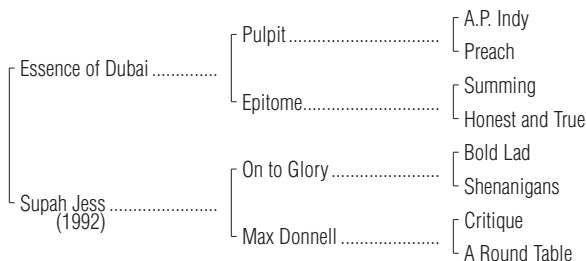 A.P. Indy
Pulpit
Preach
Essence of Dubai
Summing
Epitome
Honest and True
Bold Lad
On to Glory
Shenanigans
Supah Jess
(1992)
Critique
Max Donnell
A Round Table